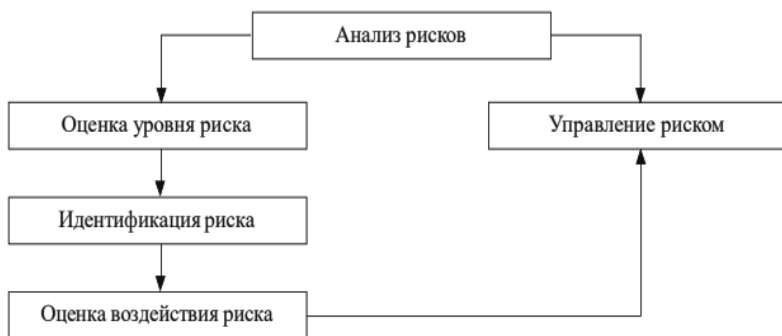 Анализ рисков
Оценка уровня риска
Управление риском
Идентификация риска
Оценка воздействия риска